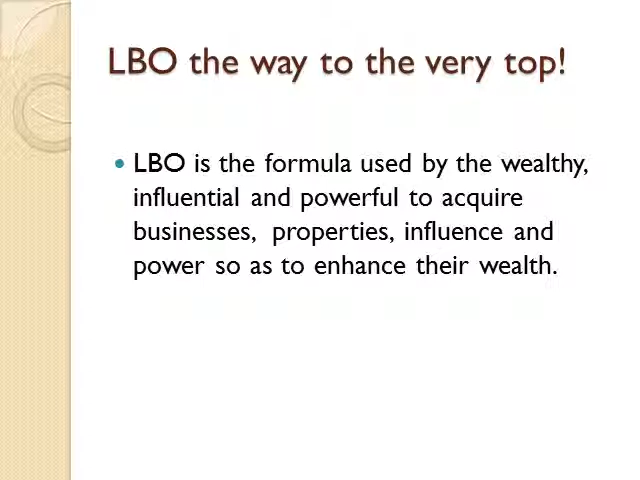 LBO the way to the very top!
• LBO is the formula used by the wealthy,
influential and powerful to acquire
businesses,  properties, influence and
power so as to enhance their wealth.